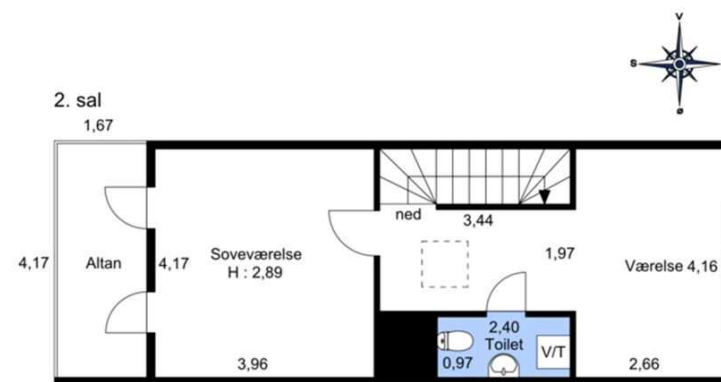 V
S
Ø
2. sal
1,67
ned
3,44
4,17
Altan
4,17
Soveværelse
H : 2,89
1,97
Værelse 4,16
2,40
Toilet
V/T
0,97
3,96
2,66